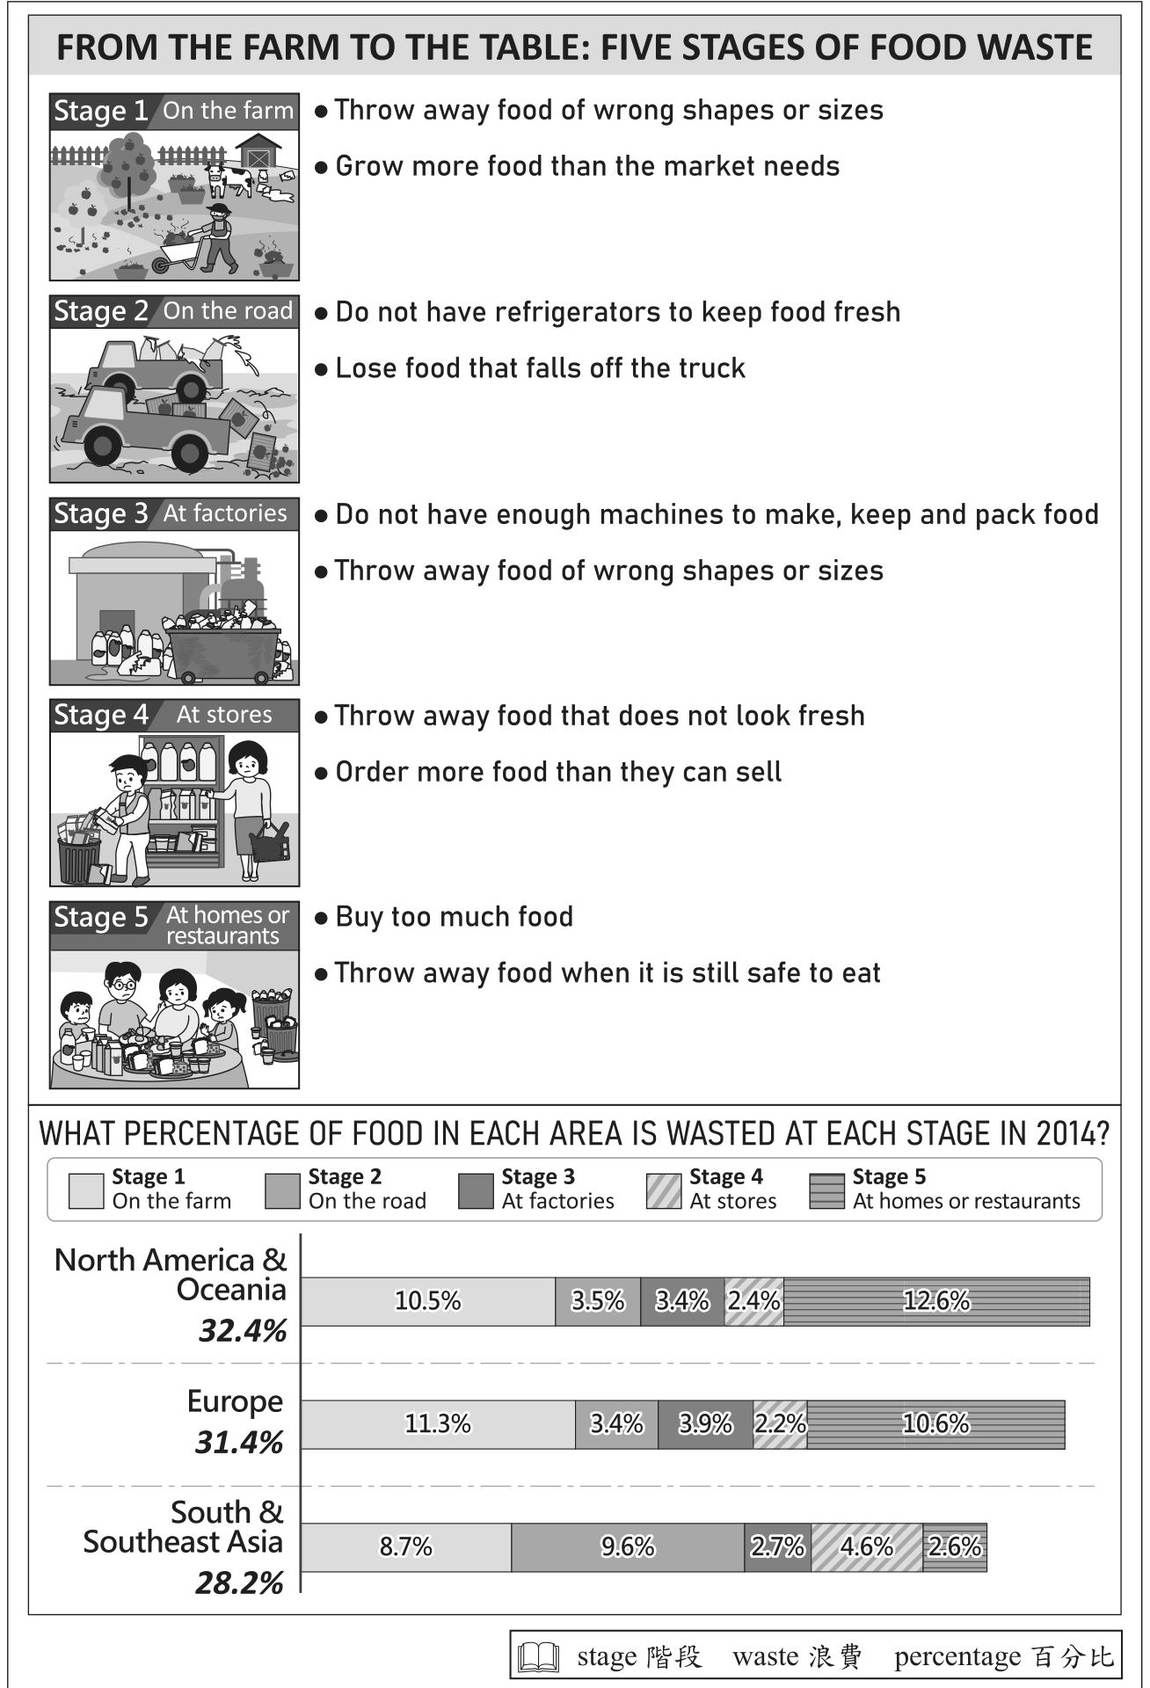 FROM THE FARM TO THE TABLE: FIVE STAGES OF FOOD WASTE
Stage 1 On the farm
● Throw away food of wrong shapes or sizes
● Grow more food than the market needs
Stage 2 On the road
● Do not have refrigerators to keep food fresh
● Lose food that falls off the truck
Stage 3 At factories
● Do not have enough machines to make, keep and pack food
● Throw away food of wrong shapes or sizes
Stage 4 At stores
● Throw away food that does not look fresh
● Order more food than they can sell
Stage 5 At homes or
restaurants
● Buy too much food
● Throw away food when it is still safe to eat
WHAT PERCENTAGE OF FOOD IN EACH AREA IS WASTED AT EACH STAGE IN 2014?
Stage 1 Stage 2 Stage 3 Stage 4 Stage 5
On the farm On the road At factories At stores At homes or restaurants
North America &
Oceania
32.4%
10.5% 3.5% 3.4% 2.4% 12.6%
Europe
31.4%
11.3% 3.4% 3.9% 2.2% 10.6%
South &
Southeast Asia
28.2%
8.7% 9.6% 2.7% 4.6% 2.6%
stage 階段 waste 浪費 percentage 百分比